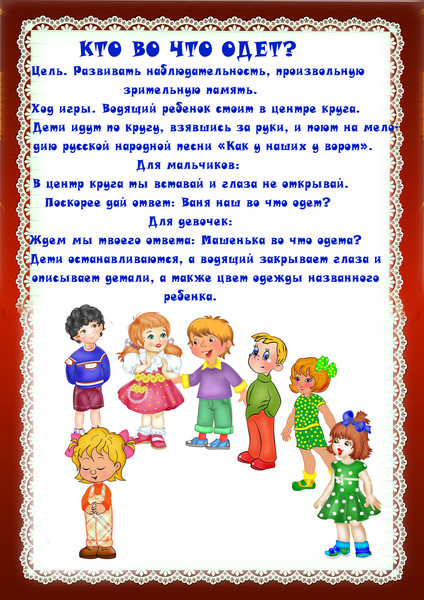 КТО ВО ЧТО ОДЕТ?
Цель. Развивать наблюдательность, произвольную
зрительную память.
Ход игры. Водящий ребенок стоит в центре круга.
Дети идут по кругу, взявшись за руки, и поют на мело-
дию русской народной песни «Как у наших у ворот».
Для мальчиков:
В центр круга ты вставай и глаза не открывай.
Поскорее дай ответ: Ваня наш во что одет?
Для девочек:
Ждем мы твоего ответа: Машенька во что одета?
Дети останавливаются, а водящий закрывает глаза и
описывает детали, а также цвет одежды названного
ребенка.